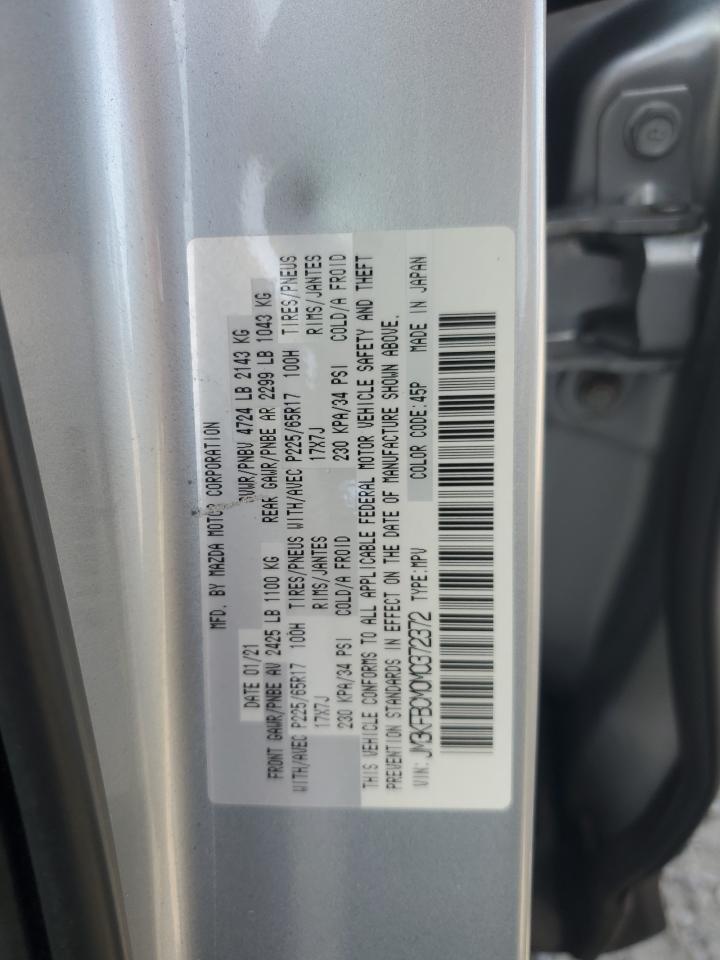 MFD. BY MAZDA MOTOR CORPORATION
DATE 01/21 GVWR/PNBV 4724 LB 2143 KG
FRONT GAWR/PNBE AV 2425 LB 1100 KG REAR GAWR/PNBE AR 2299 LB 1043 KG
WITH/AVEC P225/65R17 100H TIRES/PNEUS WITH/AVEC P225/65R17 100H TIRES/PNEUS
17X7J RIMS/JANTES 17X7J RIMS/JANTES
230 KPA/34 PSI COLD/A FROID 230 KPA/34 PSI COLD/A FROID
THIS VEHICLE CONFORMS TO ALL APPLICABLE FEDERAL MOTOR VEHICLE SAFETY AND THEFT
PREVENTION STANDARDS IN EFFECT ON THE DATE OF MANUFACTURE SHOWN ABOVE.
VIN: JM3KFBCM0M0372372 TYPE:MPV COLOR CODE:45P MADE IN JAPAN